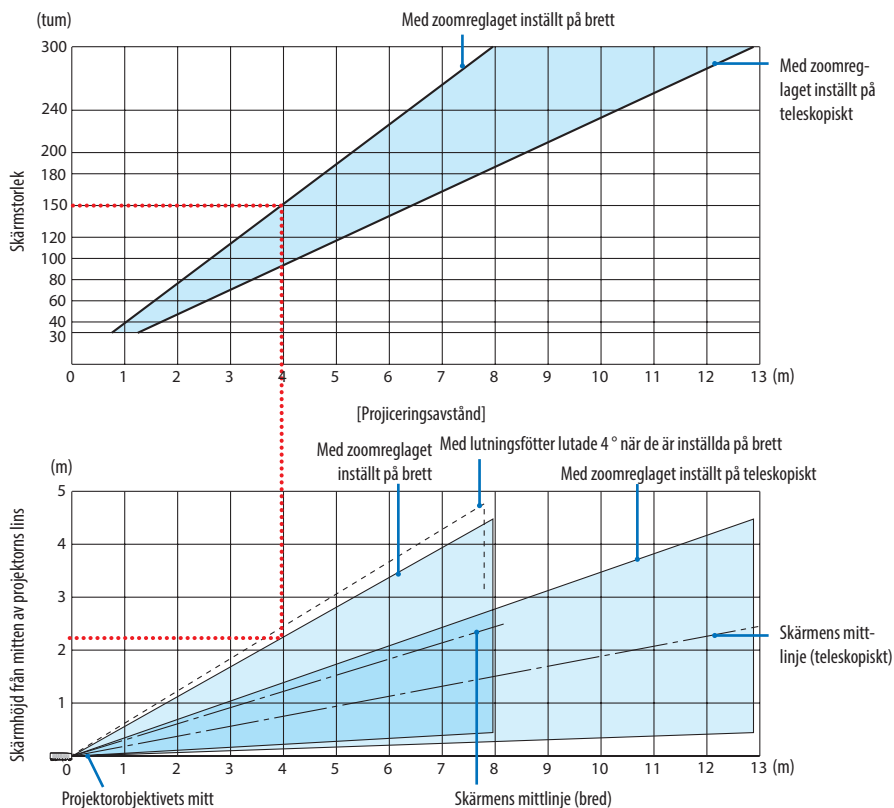 (tum)
Med zoomreglaget inställt på brett
300
240
200
180
150
120
100
80
60
40
30
Skärmstorlek
Med zoomreg-
laget inställt på
teleskopiskt
0 1 2 3 4 5 6 7 8 9 10 11 12 13 (m)
[Projiceringsavstånd]
(m)
Med zoomreglaget
inställt på brett
Med lutningsfötter lutade 4 ° när de är inställda på brett
Med zoomreglaget inställt på teleskopiskt
5
4
3
2
1
Skärmhöjd från mitten av projektorns lins
Skärmens mitt-
linje (teleskopiskt)
0 1 2 3 4 5 6 7 8 9 10 11 12 13 (m)
Projektorobjektivets mitt
Skärmens mittlinje (bred)